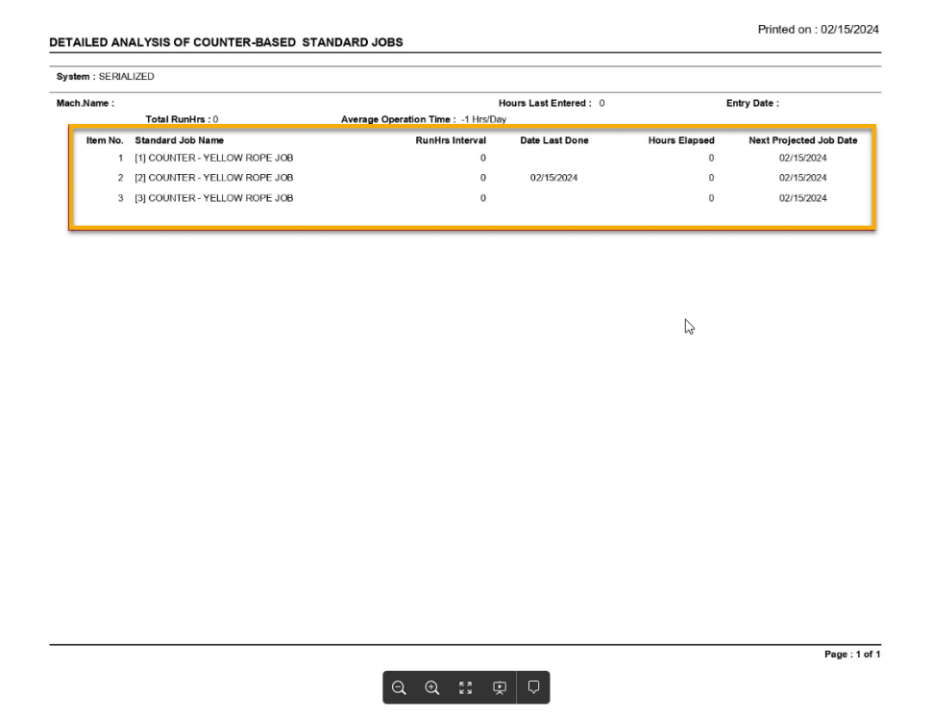 Printed on : 02/15/2024
DETAILED ANALYSIS OF COUNTER-BASED STANDARD JOBS
System : SERIALIZED
Mach.Name : Hours Last Entered : 0 Entry Date :
Total RunHrs : 0 Average Operation Time : -1 Hrs/Day
Item No. Standard Job Name RunHrs Interval Date Last Done Hours Elapsed Next Projected Job Date
1 [1] COUNTER - YELLOW ROPE JOB 0 0 02/15/2024
2 [2] COUNTER - YELLOW ROPE JOB 0 02/15/2024 0 02/15/2024
3 [3] COUNTER - YELLOW ROPE JOB 0 0 02/15/2024
Page : 1 of 1